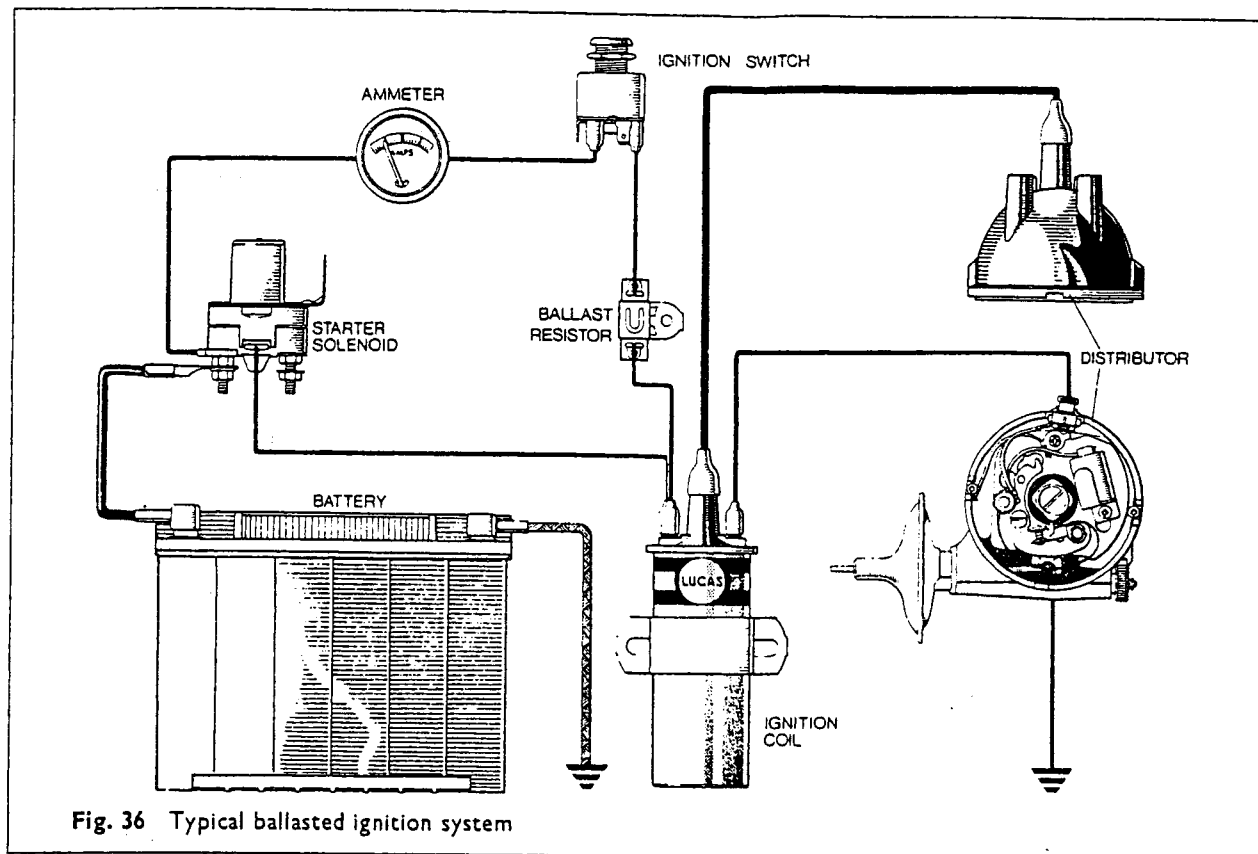 IGNITION SWITCH
AMMETER
AMPS
STARTER
SOLENOID
BALLAST
RESISTOR
DISTRIBUTOR
BATTERY
LUCAS
IGNITION
COIL
Fig. 36 Typical ballasted ignition system